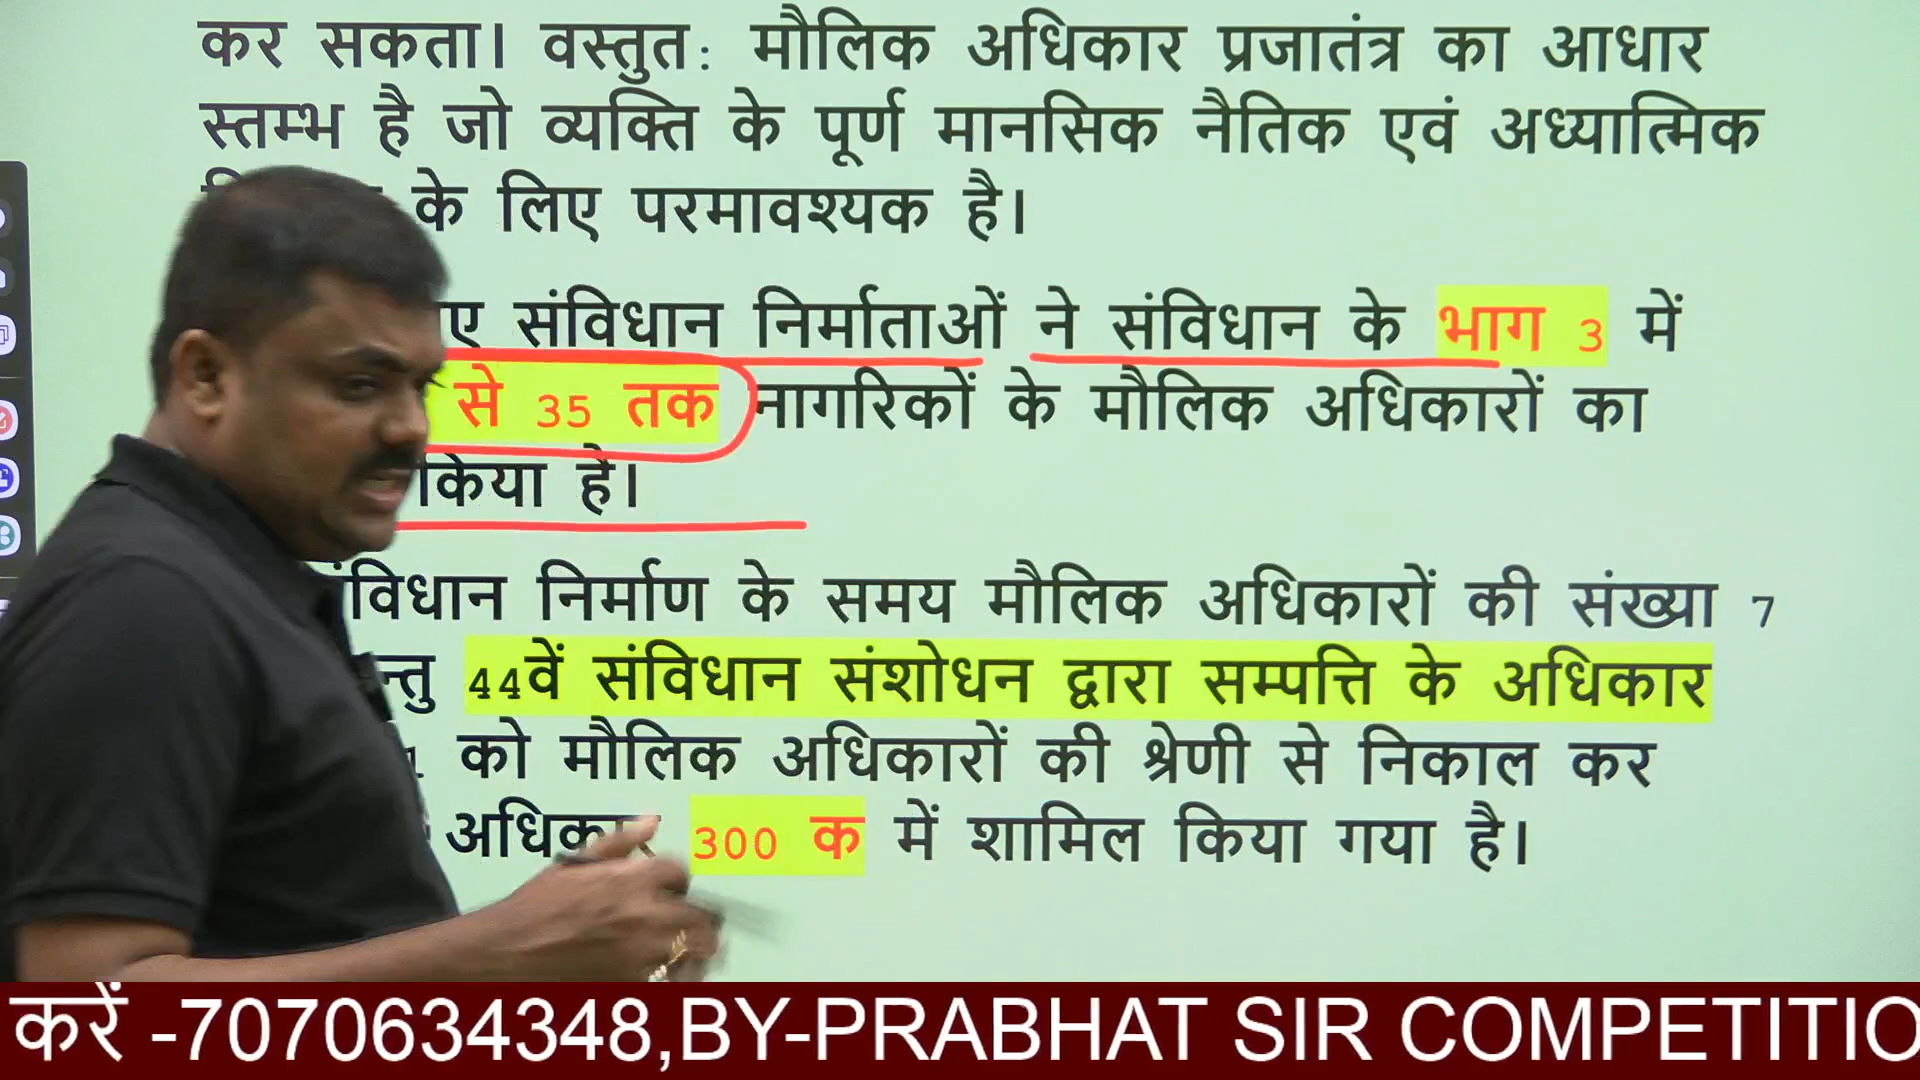 कर सकता। वस्तुत: मौलिक अधिकार प्रजातंत्र का आधार
स्तम्भ है जो व्यक्ति के पूर्ण मानसिक नैतिक एवं अध्यात्मिक
के लिए परमावश्यक है।
संविधान निर्माताओं ने संविधान के भाग 3 में
से 35 तक नागरिकों के मौलिक अधिकारों का
किया है।
संविधान निर्माण के समय मौलिक अधिकारों की संख्या 7
44वें संविधान संशोधन द्वारा सम्पत्ति के अधिकार
को मौलिक अधिकारों की श्रेणी से निकाल कर
अधिकार 300 क में शामिल किया गया है।
करें -7070634348,BY-PRABHAT SIR COMPETITIO